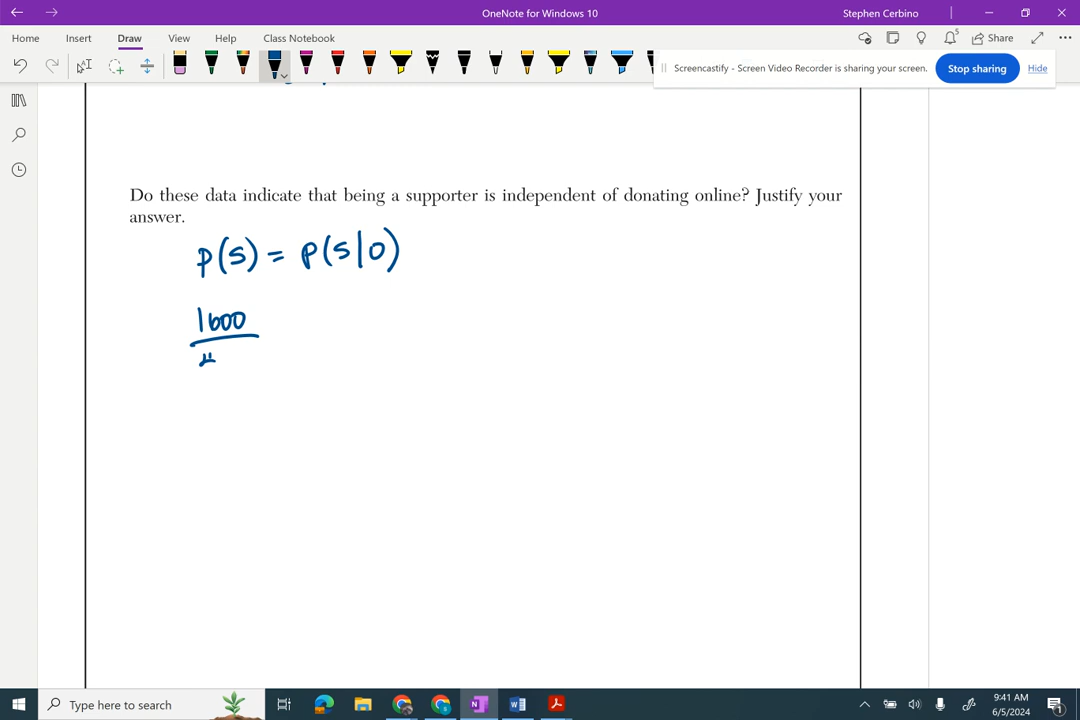 OneNote for Windows 10
Stephen Cerbino
Home Insert Draw View Help Class Notebook
5
Share
Screencastify - Screen Video Recorder is sharing your screen.
Stop sharing
Hide
Do these data indicate that being a supporter is independent of donating online? Justify your
answer.
P(S) = P(S|O)
1600
Type here to search
N
W
9:41 AM
6/5/2024
1